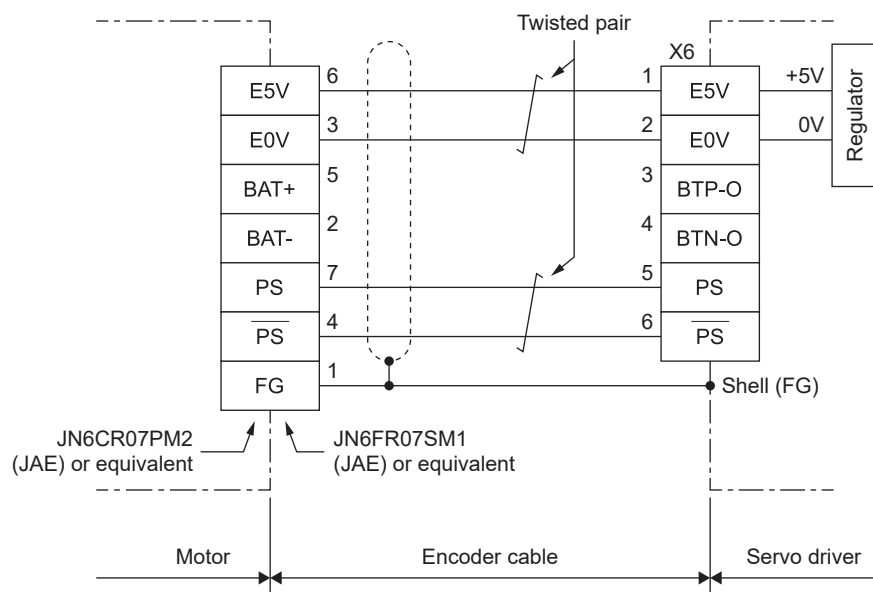 Twisted pair
X6
E5V 6 1 E5V +5V
E0V 3 2 E0V 0V
Regulator
BAT+ 5 3 BTP-O
BAT- 2 4 BTN-O
PS 7 5 PS
P̅S̅ 4 6 P̅S̅
FG 1 Shell (FG)
JN6CR07PM2
(JAE) or equivalent
JN6FR07SM1
(JAE) or equivalent
Motor Encoder cable Servo driver